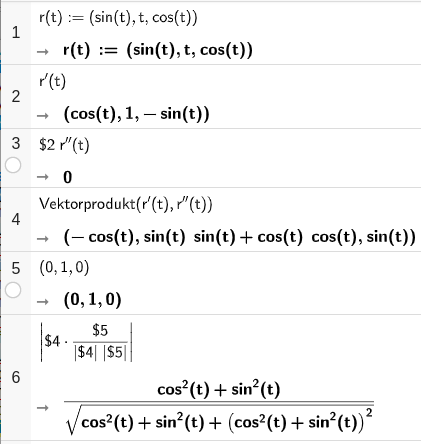 1
r(t) := (sin(t), t, cos(t))
→ r(t) := (sin(t), t, cos(t))
2
r′(t)
→ (cos(t), 1, − sin(t))
3
$2 r″(t)
→ 0
4
Vektorprodukt(r′(t), r″(t))
→ (− cos(t), sin(t) sin(t) + cos(t) cos(t), sin(t))
5
(0, 1, 0)
→ (0, 1, 0)
6
|$4 · $5 / (|$4| |$5|)|
→ (cos²(t) + sin²(t)) / √(cos²(t) + sin²(t) + (cos²(t) + sin²(t))²)